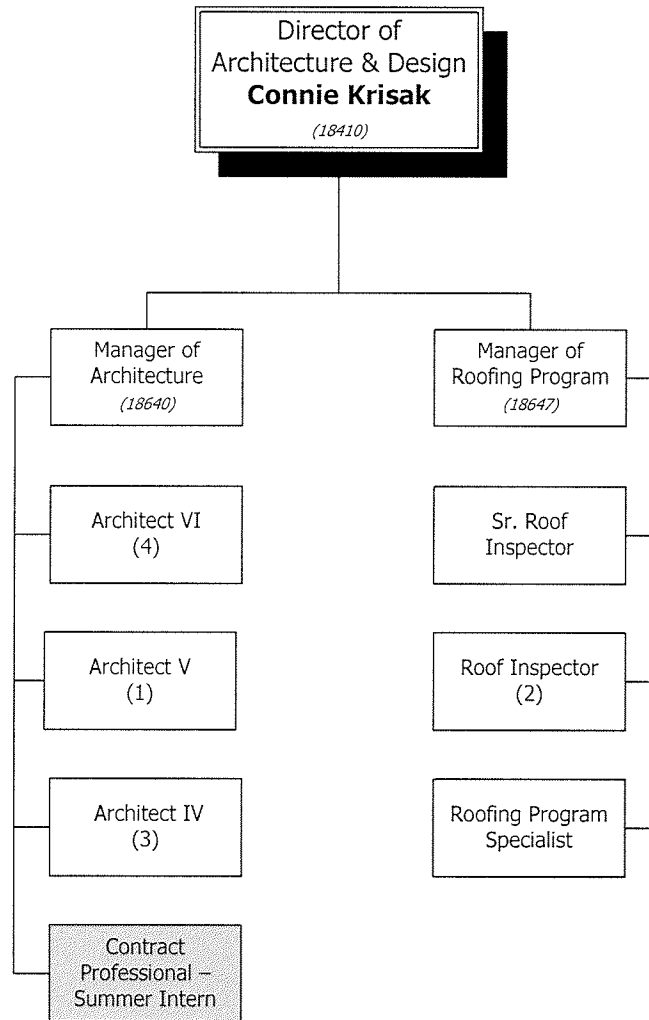 Director of
Architecture & Design
Connie Krisak
(18410)
Manager of
Architecture
(18640)
Manager of
Roofing Program
(18647)
Architect VI
(4)
Sr. Roof
Inspector
Architect V
(1)
Roof Inspector
(2)
Architect IV
(3)
Roofing Program
Specialist
Contract
Professional –
Summer Intern